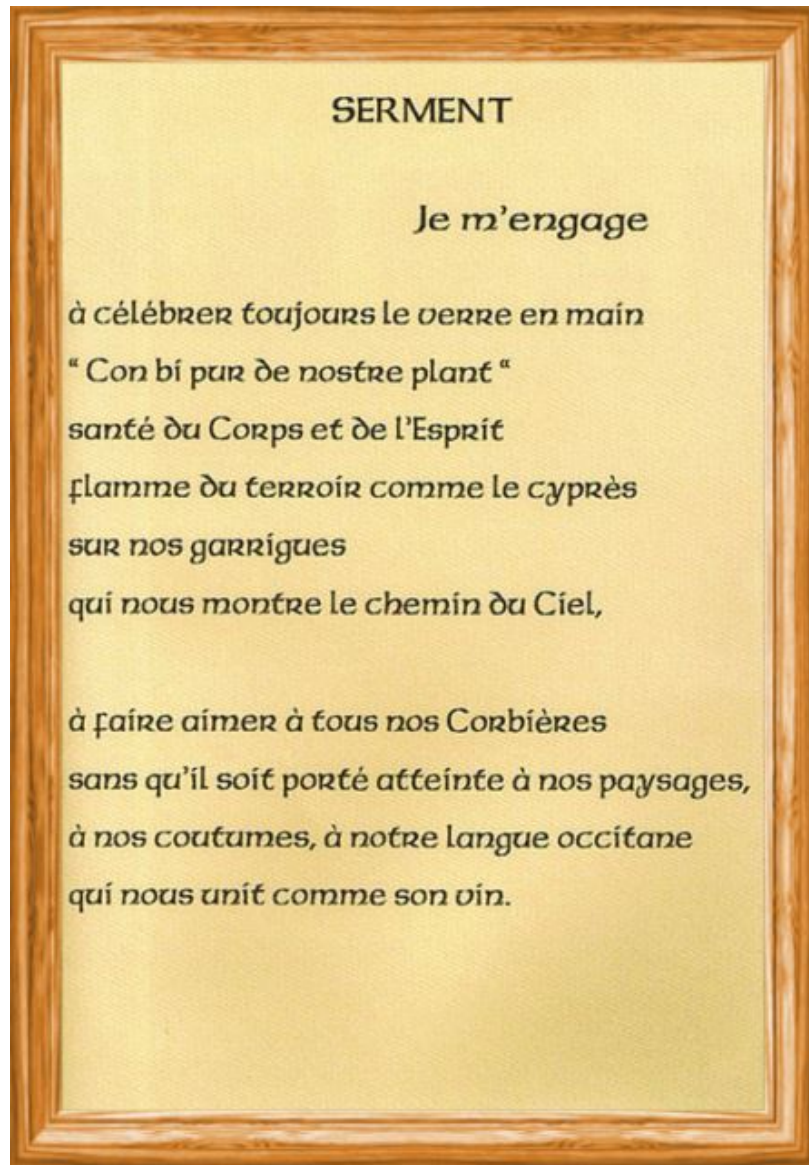 SERMENT
Je m'engage
à célébrer toujours le verre en main
“ Con bi pur de nostre plant “
santé du Corps et de l'Esprit
flamme du terroir comme le cyprès
sur nos garrigues
qui nous montre le chemin du Ciel,
à faire aimer à tous nos Corbières
sans qu'il soit porté atteinte à nos paysages,
à nos coutumes, à notre langue occitane
qui nous unit comme son vin.